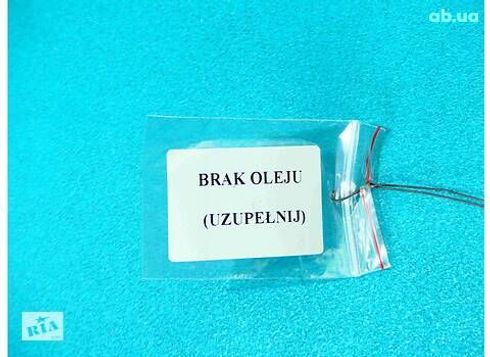 ab.ua
BRAK OLEJU
(UZUPEŁNIJ)
RIA